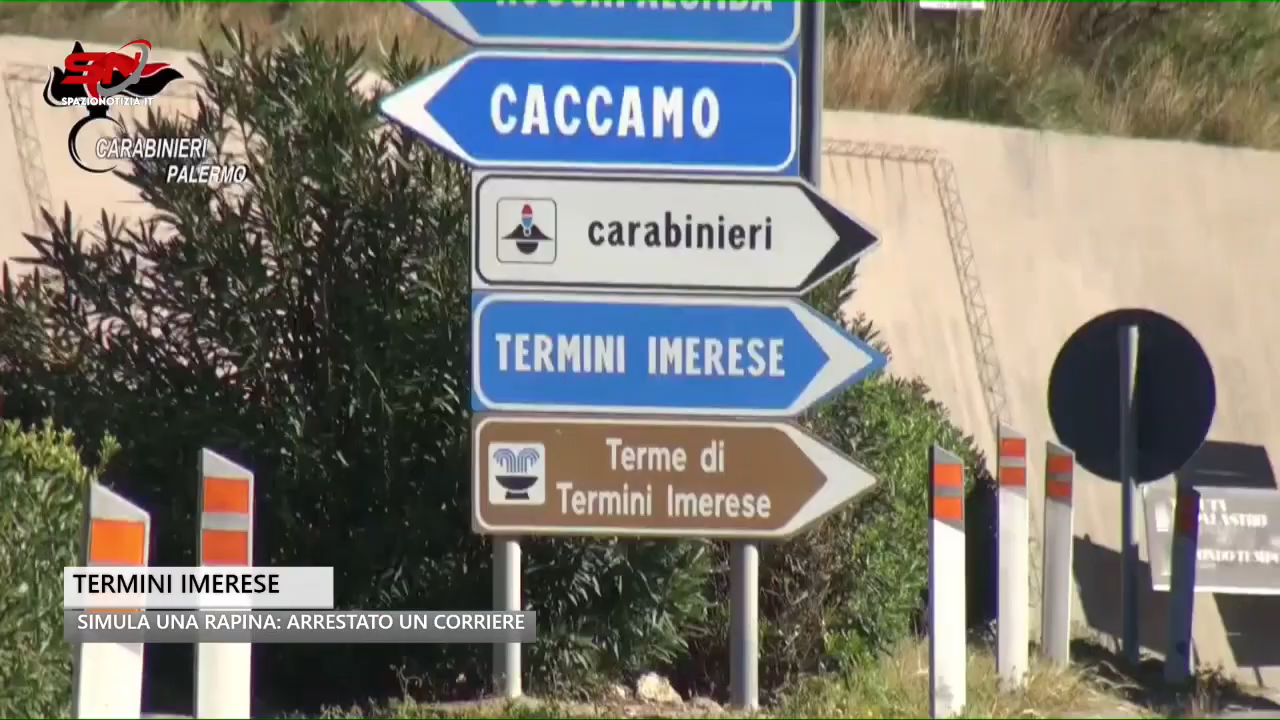 CACCAMO
SN
SPAZIONOTIZIA.IT
CARABINIERI
PALERMO
carabinieri
TERMINI IMERESE
Terme di
Termini Imerese
TERMINI IMERESE
SIMULA UNA RAPINA: ARRESTATO UN CORRIERE